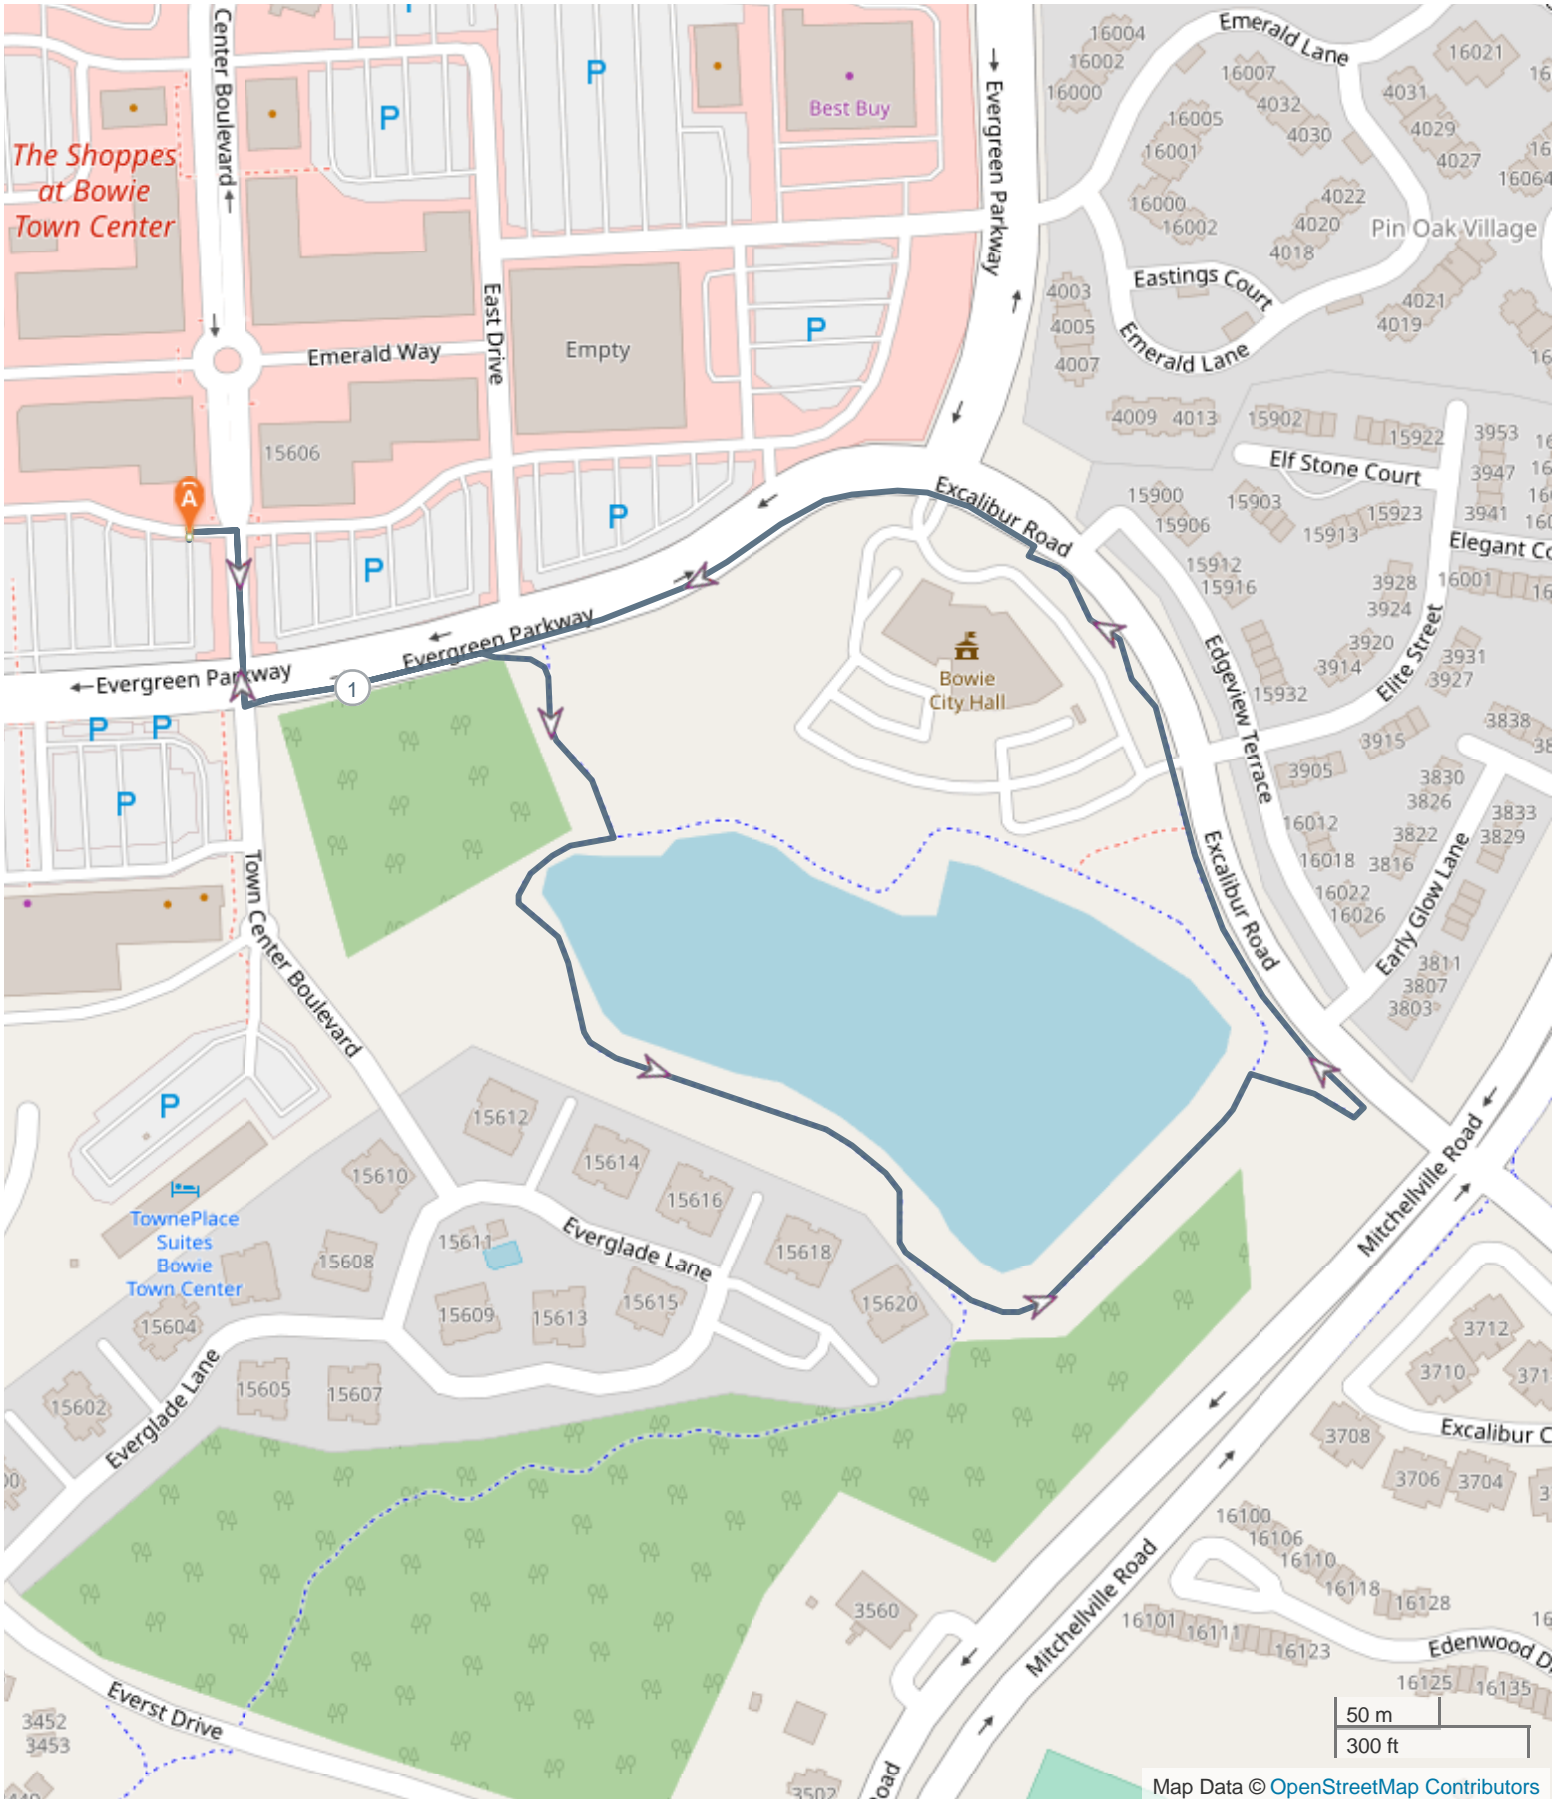 Center Boulevard
P
P
Best Buy
Evergreen Parkway
Emerald Lane
16004
16002
16000
16007
4032
4030
16005
16001
16021
4031
4029
4027
16064
The Shoppes
at Bowie
Town Center
16000
16002
4022
4020
4018
Pin Oak Village
Eastings Court
4003
4005
4007
Emerald Lane
4021
4019
East Drive
Emerald Way
Empty
P
4009
4013
15902
15922
3953
3947
3941
15606
Elf Stone Court
A
P
P
Excalibur Road
15900
15906
15903
15913
15923
Elegant Co
15912
15916
3928
3924
16001
Evergreen Parkway
Evergreen Parkway
1
Bowie
City Hall
Edgeview Terrace
15932
3920
3914
Elite Street
3931
3927
P
P
P
3915
3905
3838
3830
3826
3833
3829
16012
16018
16022
16026
3822
3816
Early Glow Lane
3811
3807
3803
Excalibur Road
Town Center Boulevard
P
15612
15610
15614
15616
15618
15620
TownePlace
Suites
Bowie
Town Center
15611
15608
15609
15613
15615
Everglade Lane
15604
15605
15607
15602
Everglade Lane
Mitchellville Road
3712
3710
3708
3706
3704
Excalibur C
16100
16106
16110
16118
16128
16101
16111
16123
Edenwood D
16125
16135
3560
Mitchellville Road
Everst Drive
3452
3453
3502
oad
50 m
300 ft
Map Data © OpenStreetMap Contributors